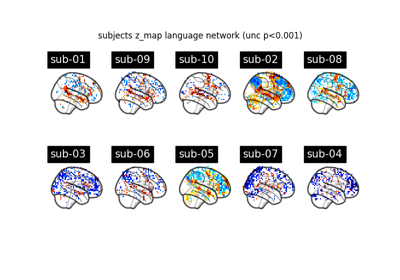 subjects z_map language network (unc p<0.001)
sub-01 sub-09 sub-10 sub-02 sub-08
sub-03 sub-06 sub-05 sub-07 sub-04